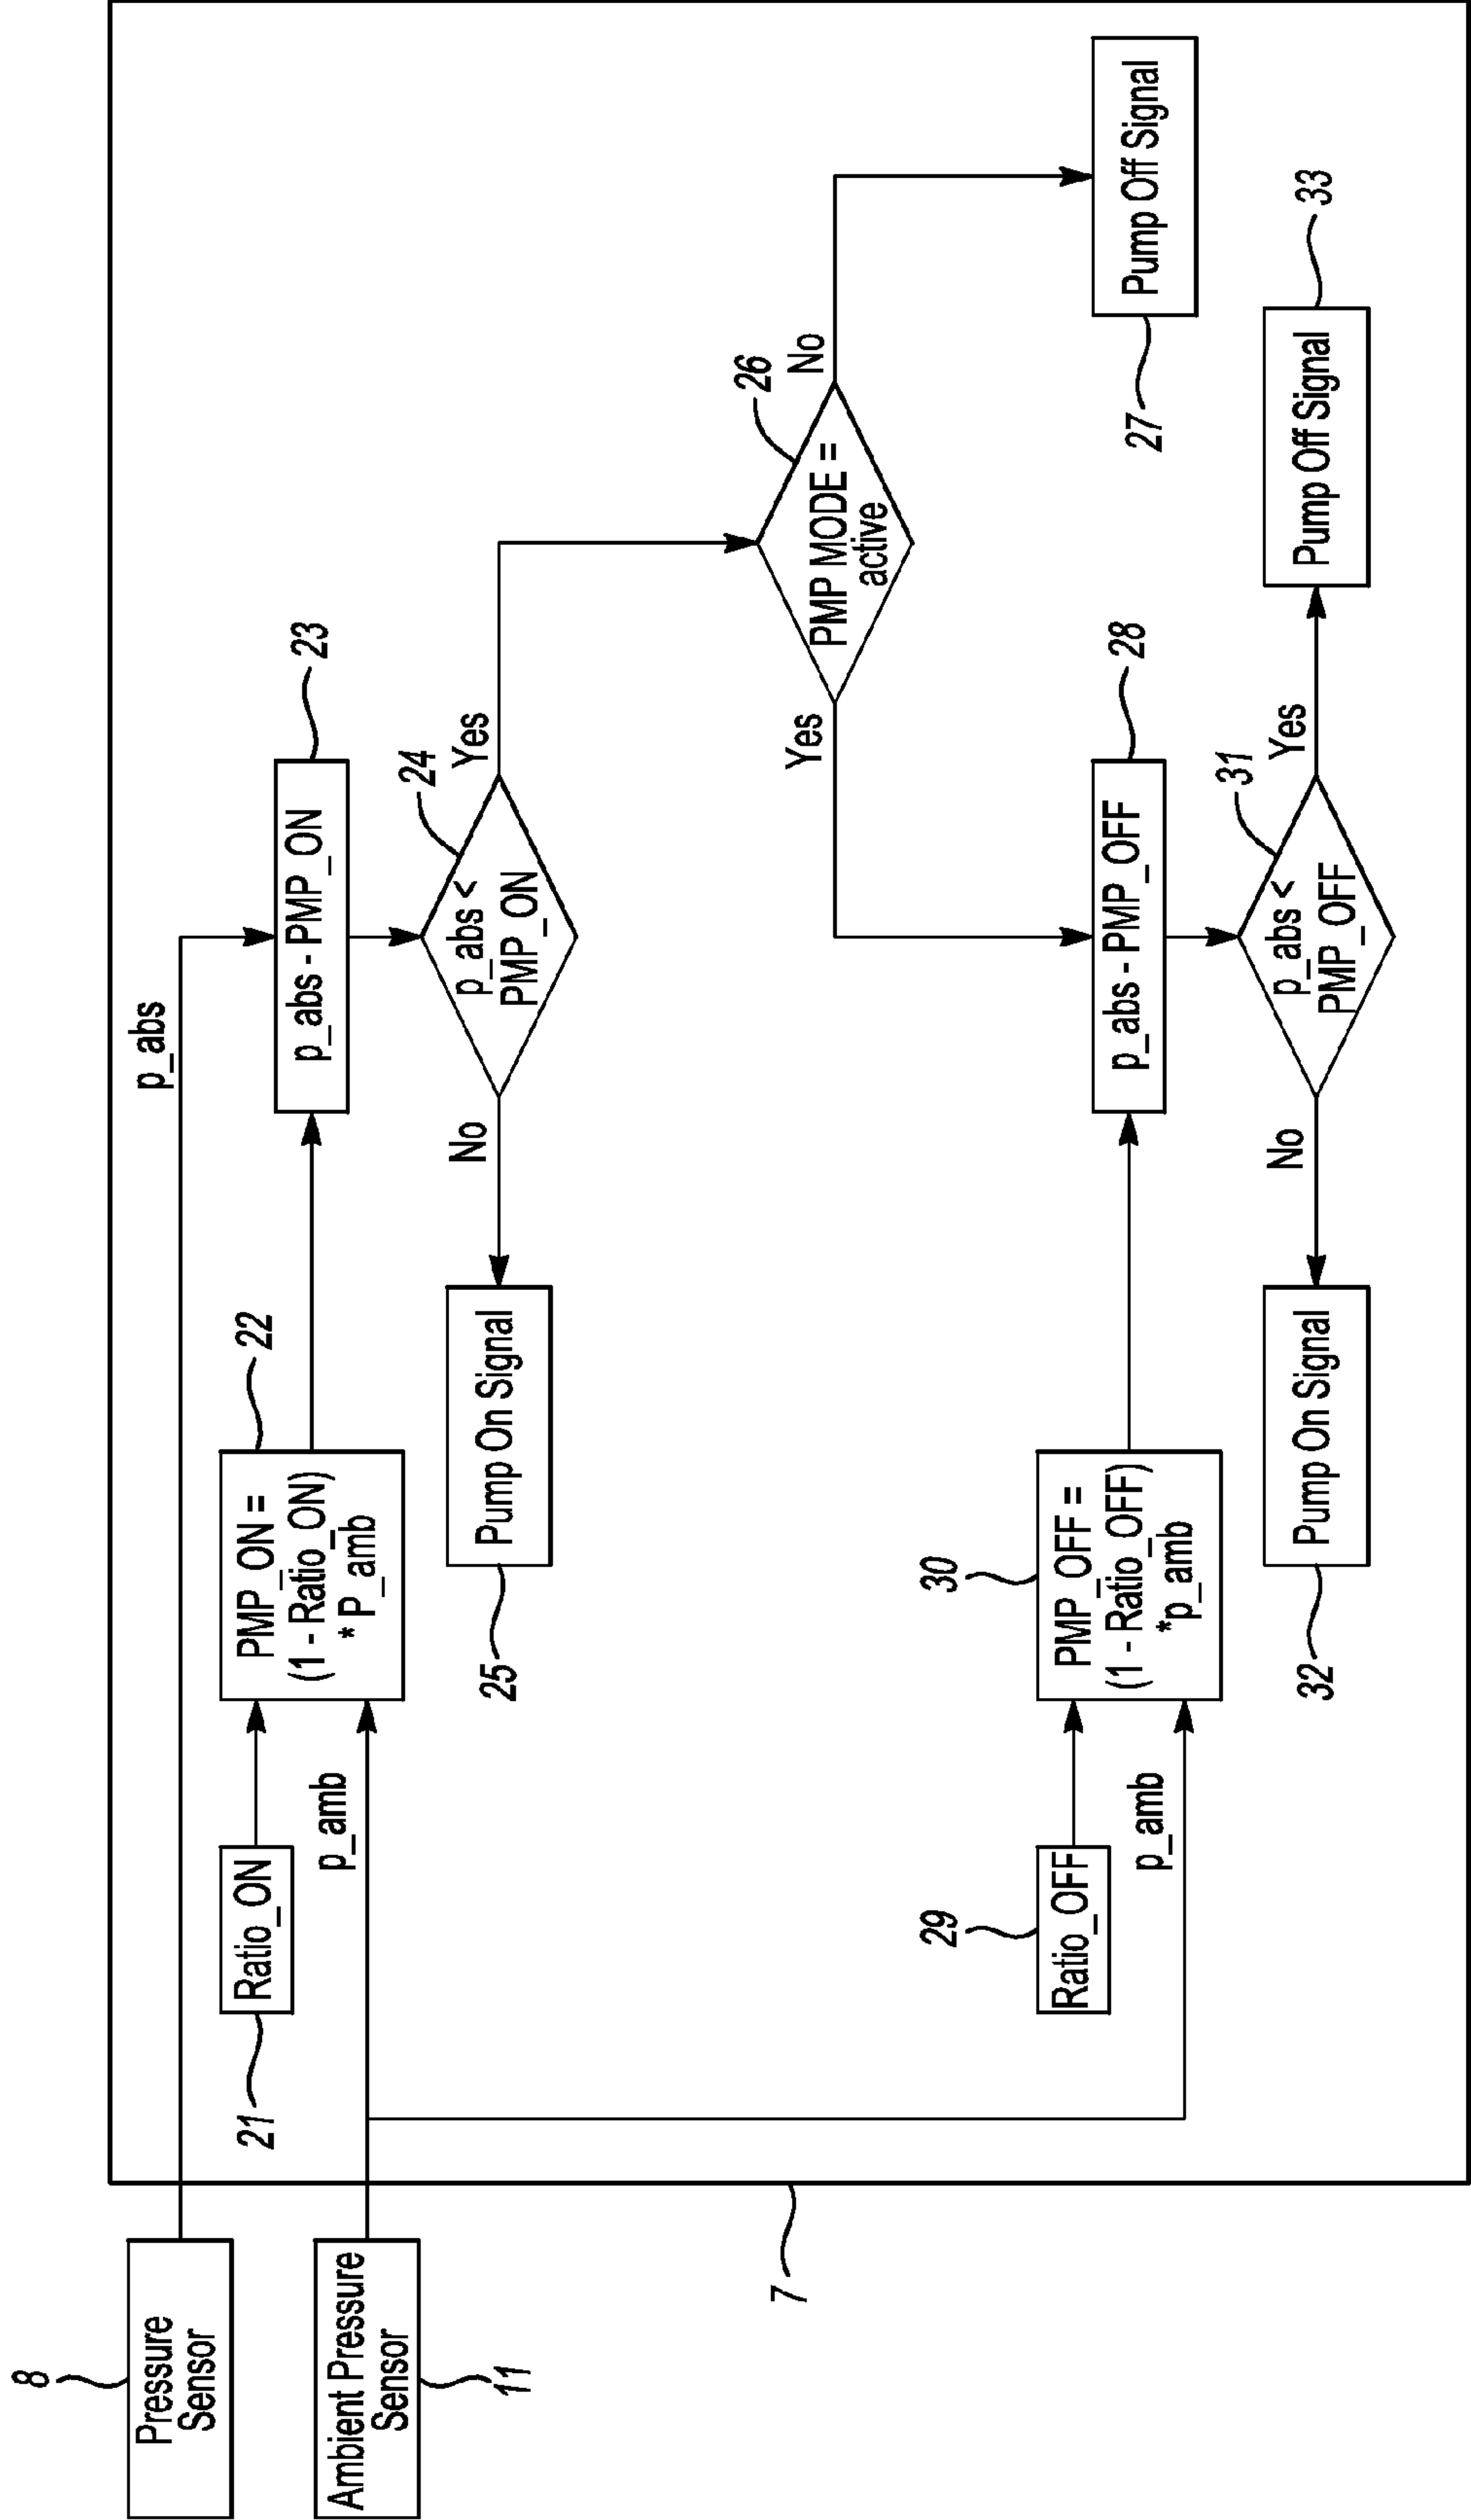 8
Pressure
Sensor
Ambient Pressure
Sensor
11
7
p_abs
21
Ratio_ON
p_amb
22
PMP_ON =
(1 - Ratio_ON)
* P_amb
23
p_abs - PMP_ON
24
p_abs <
PMP_ON
No
Yes
25
Pump On Signal
26
PMP MODE =
active
Yes
No
27
Pump Off Signal
28
p_abs - PMP_OFF
29
Ratio_OFF
p_amb
30
PMP_OFF =
(1 - Ratio_OFF)
* p_amb
31
p_abs <
PMP_OFF
No
Yes
32
Pump On Signal
33
Pump Off Signal